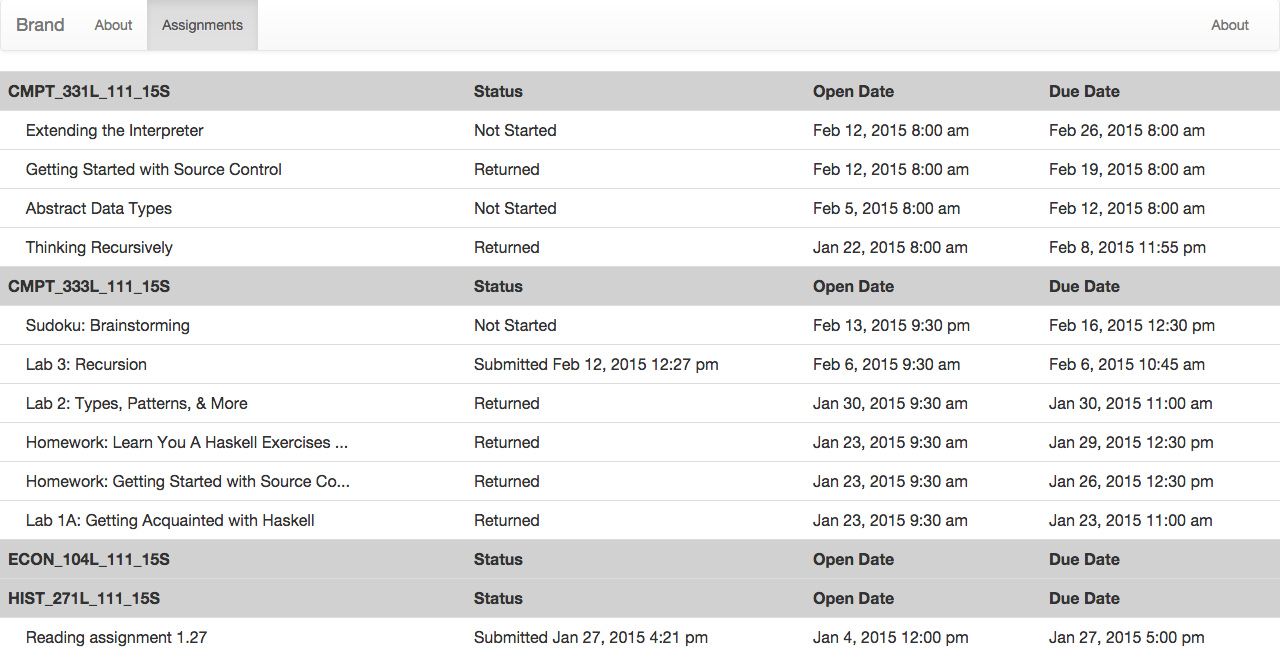 Brand About Assignments About
CMPT_331L_111_15S Status Open Date Due Date
Extending the Interpreter Not Started Feb 12, 2015 8:00 am Feb 26, 2015 8:00 am
Getting Started with Source Control Returned Feb 12, 2015 8:00 am Feb 19, 2015 8:00 am
Abstract Data Types Not Started Feb 5, 2015 8:00 am Feb 12, 2015 8:00 am
Thinking Recursively Returned Jan 22, 2015 8:00 am Feb 8, 2015 11:55 pm
CMPT_333L_111_15S Status Open Date Due Date
Sudoku: Brainstorming Not Started Feb 13, 2015 9:30 pm Feb 16, 2015 12:30 pm
Lab 3: Recursion Submitted Feb 12, 2015 12:27 pm Feb 6, 2015 9:30 am Feb 6, 2015 10:45 am
Lab 2: Types, Patterns, & More Returned Jan 30, 2015 9:30 am Jan 30, 2015 11:00 am
Homework: Learn You A Haskell Exercises ... Returned Jan 23, 2015 9:30 am Jan 29, 2015 12:30 pm
Homework: Getting Started with Source Co... Returned Jan 23, 2015 9:30 am Jan 26, 2015 12:30 pm
Lab 1A: Getting Acquainted with Haskell Returned Jan 23, 2015 9:30 am Jan 23, 2015 11:00 am
ECON_104L_111_15S Status Open Date Due Date
HIST_271L_111_15S Status Open Date Due Date
Reading assignment 1.27 Submitted Jan 27, 2015 4:21 pm Jan 4, 2015 12:00 pm Jan 27, 2015 5:00 pm